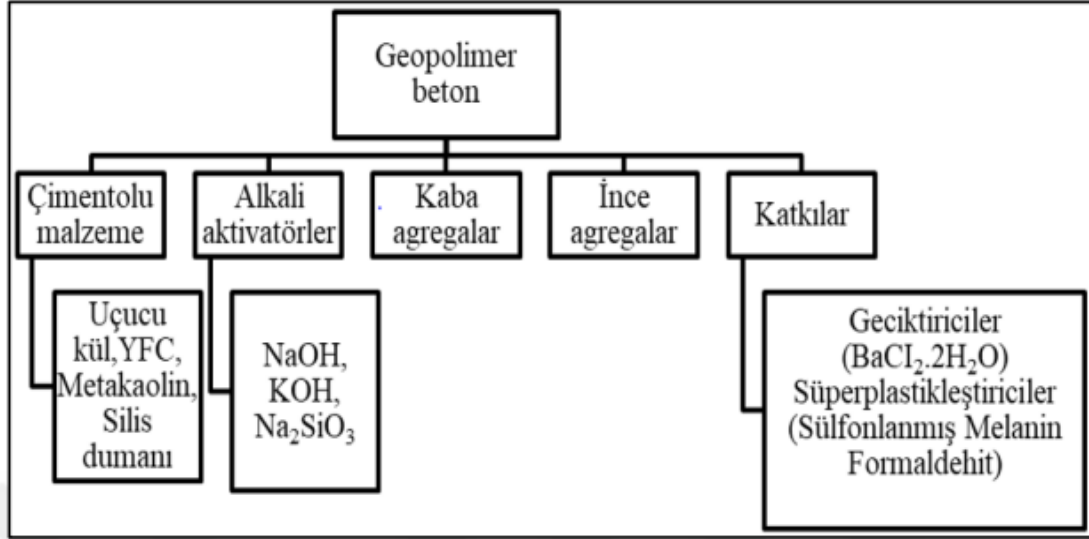 Geopolimer
beton
Çimentolu
malzeme
Alkali
aktivatörler
Kaba
agregalar
İnce
agregalar
Katkılar
Uçucu
kül,YFC,
Metakaolin,
Silis
dumanı
NaOH,
KOH,
Na₂SiO₃
Geciktiriciler
(BaCI₂.2H₂O)
Süperplastikleştiriciler
(Sülfonlanmış Melanin
Formaldehit)